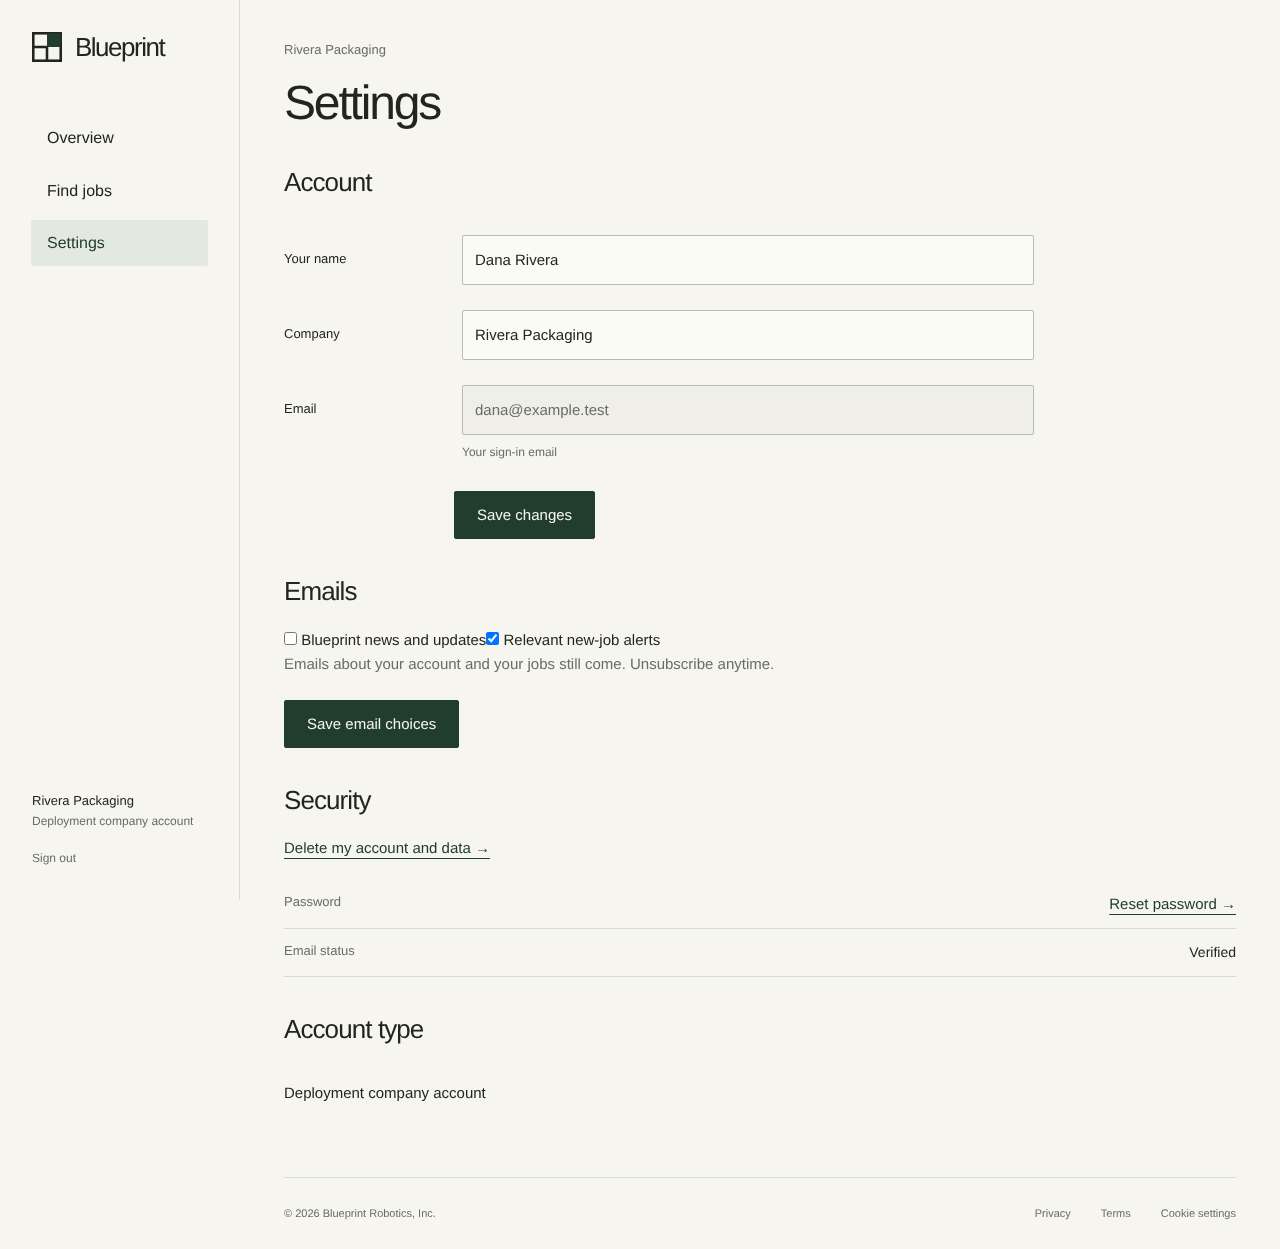 Blueprint
Overview
Find jobs
Settings
Rivera Packaging
Deployment company account
Sign out
Rivera Packaging
Settings
Account
Your name
Dana Rivera
Company
Rivera Packaging
Email
dana@example.test
Your sign-in email
Save changes
Emails
Blueprint news and updates Relevant new-job alerts
Emails about your account and your jobs still come. Unsubscribe anytime.
Save email choices
Security
Delete my account and data →
Password Reset password →
Email status Verified
Account type
Deployment company account
© 2026 Blueprint Robotics, Inc. Privacy Terms Cookie settings